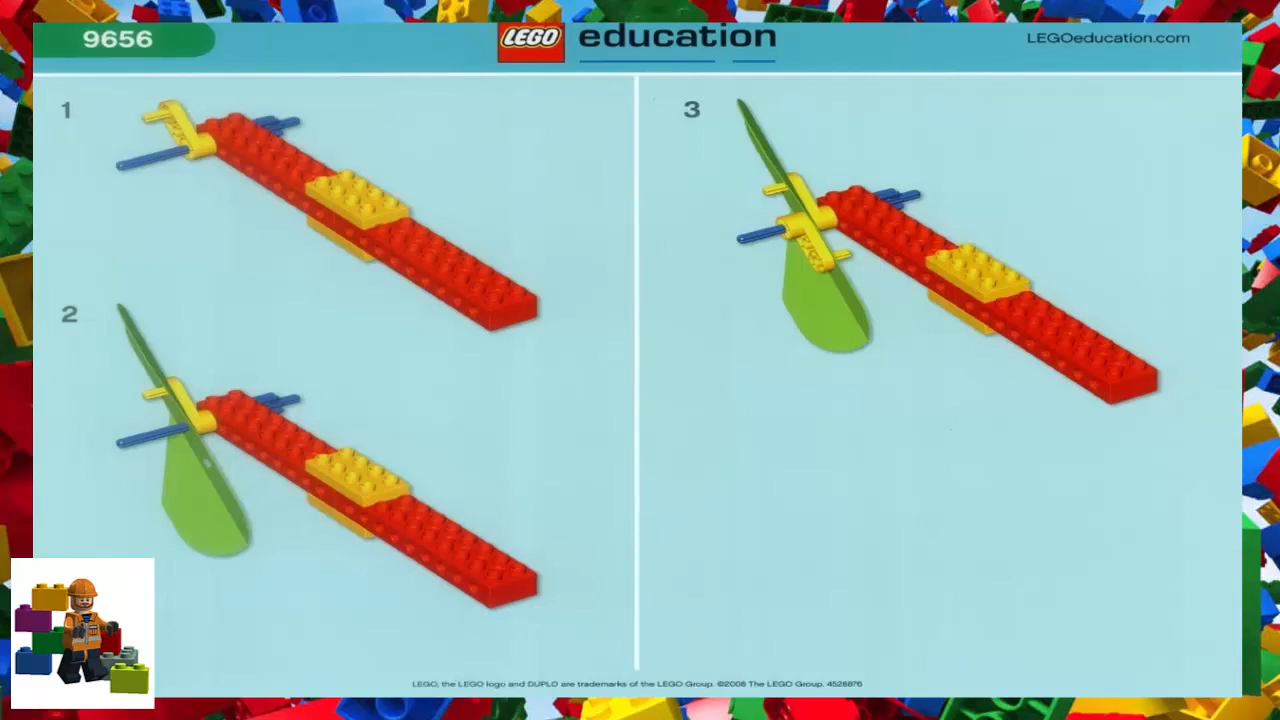 9656
LEGO education
LEGOeducation.com
1
2
3
LEGO, the LEGO logo and DUPLO are trademarks of the LEGO Group. ©2008 The LEGO Group. 4528876